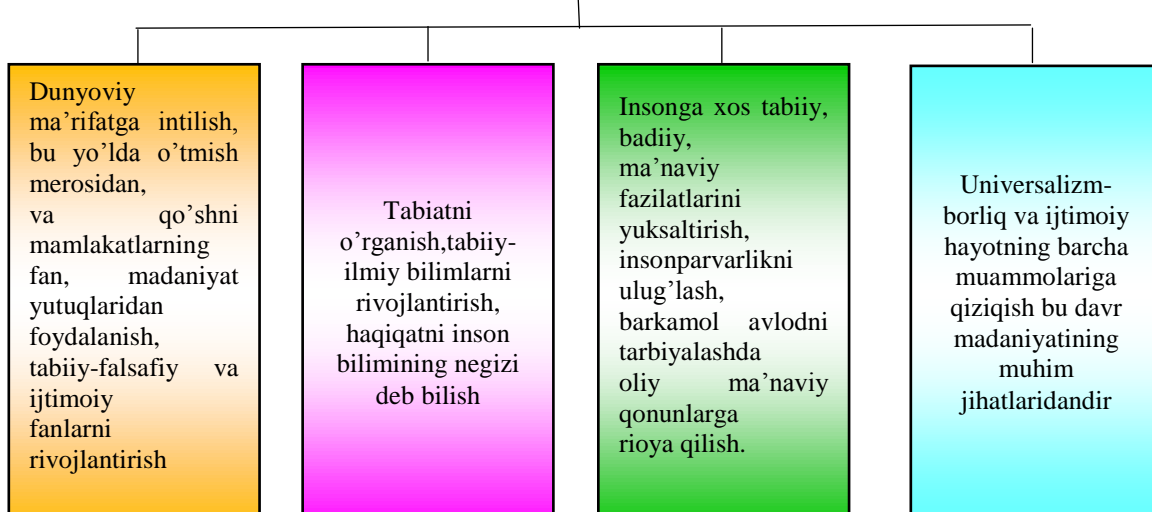 Dunyoviy
ma’rifatga intilish,
bu yo’lda o’tmish
merosidan,
va qo’shni
mamlakatlarning
fan, madaniyat
yutuqlaridan
foydalanish,
tabiiy-falsafiy va
ijtimoiy
fanlarni
rivojlantirish
Tabiatni
o’rganish,tabiiy-
ilmiy bilimlarni
rivojlantirish,
haqiqatni inson
bilimining negizi
deb bilish
Insonga xos tabiiy,
badiiy,
ma’naviy
fazilatlarini
yuksaltirish,
insonparvarlikni
ulug’lash,
barkamol avlodni
tarbiyalashda
oliy ma’naviy
qonunlarga
rioya qilish.
Universalizm-
borliq va ijtimoiy
hayotning barcha
muammolariga
qiziqish bu davr
madaniyatining
muhim
jihatlaridandir